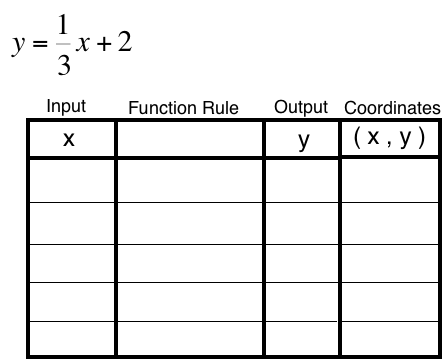 y = 1/3 x + 2
Input Function Rule Output Coordinates
x y ( x , y )